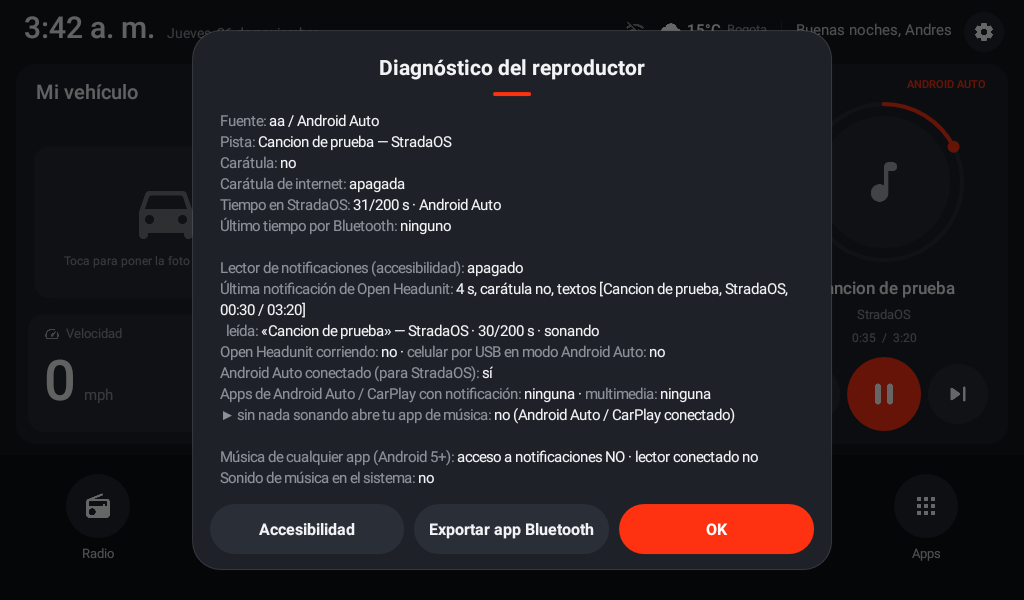 3:42 a. m.
15°C Bogota
Buenas noches, Andres
Mi vehículo
Toca para poner la foto
Velocidad
0 mph
ANDROID AUTO
StradaOS
0:35 / 3:20
Radio
Apps
Diagnóstico del reproductor
Fuente: aa / Android Auto
Pista: Cancion de prueba — StradaOS
Carátula: no
Carátula de internet: apagada
Tiempo en StradaOS: 31/200 s · Android Auto
Último tiempo por Bluetooth: ninguno
Lector de notificaciones (accesibilidad): apagado
Última notificación de Open Headunit: 4 s, carátula no, textos [Cancion de prueba, StradaOS,
00:30 / 03:20]
leída: «Cancion de prueba» — StradaOS · 30/200 s · sonando
Open Headunit corriendo: no · celular por USB en modo Android Auto: no
Android Auto conectado (para StradaOS): sí
Apps de Android Auto / CarPlay con notificación: ninguna · multimedia: ninguna
► sin nada sonando abre tu app de música: no (Android Auto / CarPlay conectado)
Música de cualquier app (Android 5+): acceso a notificaciones NO · lector conectado no
Sonido de música en el sistema: no
Accesibilidad
Exportar app Bluetooth
OK